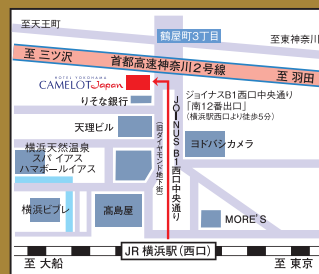 至天王町
鶴屋町3丁目
至東神奈川
至 三ツ沢
首都高速神奈川2号線
至 羽田
HOTEL YOKOHAMA
CAMELOT Japan
ジョイナスB1西口中央通り
「南12番出口」
(横浜駅西口より徒歩5分)
りそな銀行
天理ビル
JOINUS B1西口中央通り
(旧ダイヤモンド地下街)
ヨドバシカメラ
横浜天然温泉
スパ イアス
ハマボールイアス
横浜ビブレ
高島屋
MORE'S
JR 横浜駅(西口)
至 大船
至 東京